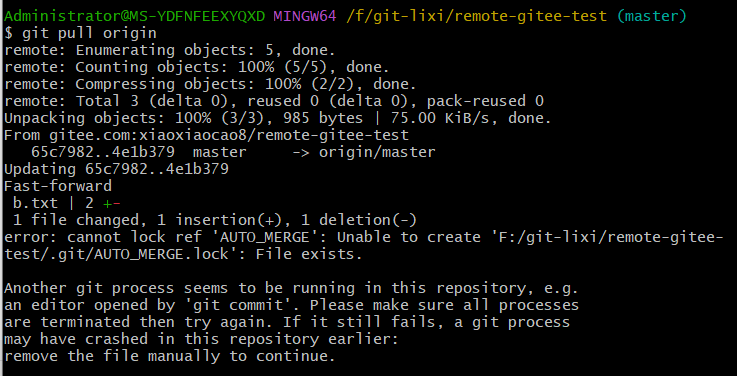 Administrator@MS-YDFNFEEXYQXD MINGW64 /f/git-lixi/remote-gitee-test (master)
$ git pull origin
remote: Enumerating objects: 5, done.
remote: Counting objects: 100% (5/5), done.
remote: Compressing objects: 100% (2/2), done.
remote: Total 3 (delta 0), reused 0 (delta 0), pack-reused 0
Unpacking objects: 100% (3/3), 985 bytes | 75.00 KiB/s, done.
From gitee.com:xiaoxiaocao8/remote-gitee-test
   65c7982..4e1b379  master     -> origin/master
Updating 65c7982..4e1b379
Fast-forward
 b.txt | 2 +-
 1 file changed, 1 insertion(+), 1 deletion(-)
error: cannot lock ref 'AUTO_MERGE': Unable to create 'F:/git-lixi/remote-gitee-
test/.git/AUTO_MERGE.lock': File exists.

Another git process seems to be running in this repository, e.g.
an editor opened by 'git commit'. Please make sure all processes
are terminated then try again. If it still fails, a git process
may have crashed in this repository earlier:
remove the file manually to continue.